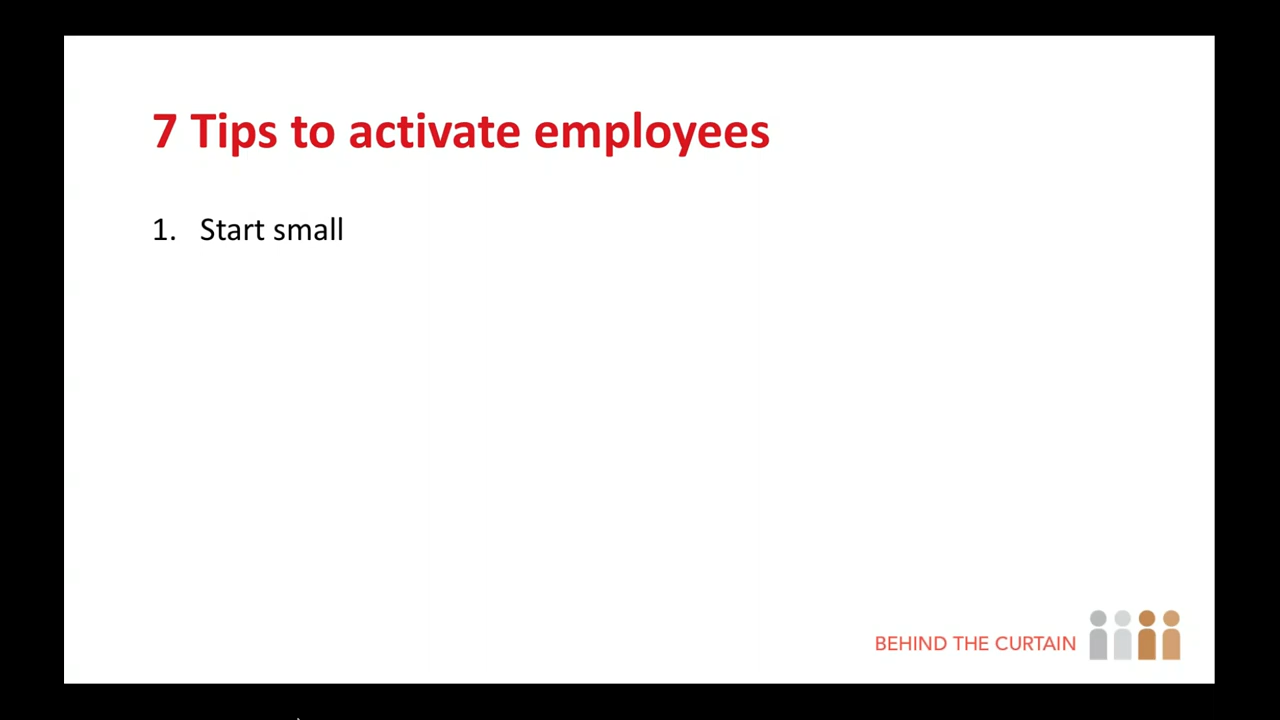 7 Tips to activate employees
1. Start small
BEHIND THE CURTAIN